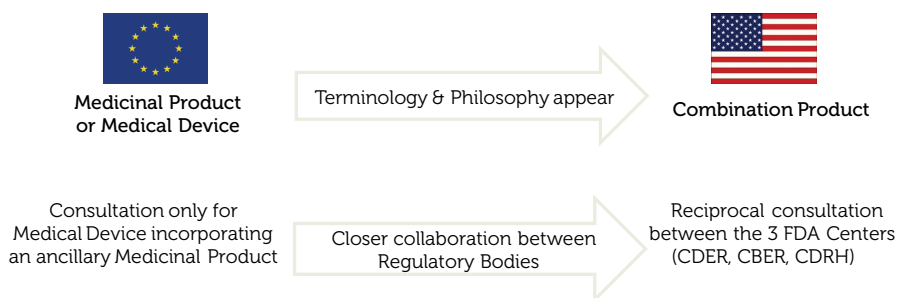 Medicinal Product
or Medical Device
Terminology & Philosophy appear
Combination Product
Consultation only for
Medical Device incorporating
an ancillary Medicinal Product
Closer collaboration between
Regulatory Bodies
Reciprocal consultation
between the 3 FDA Centers
(CDER, CBER, CDRH)